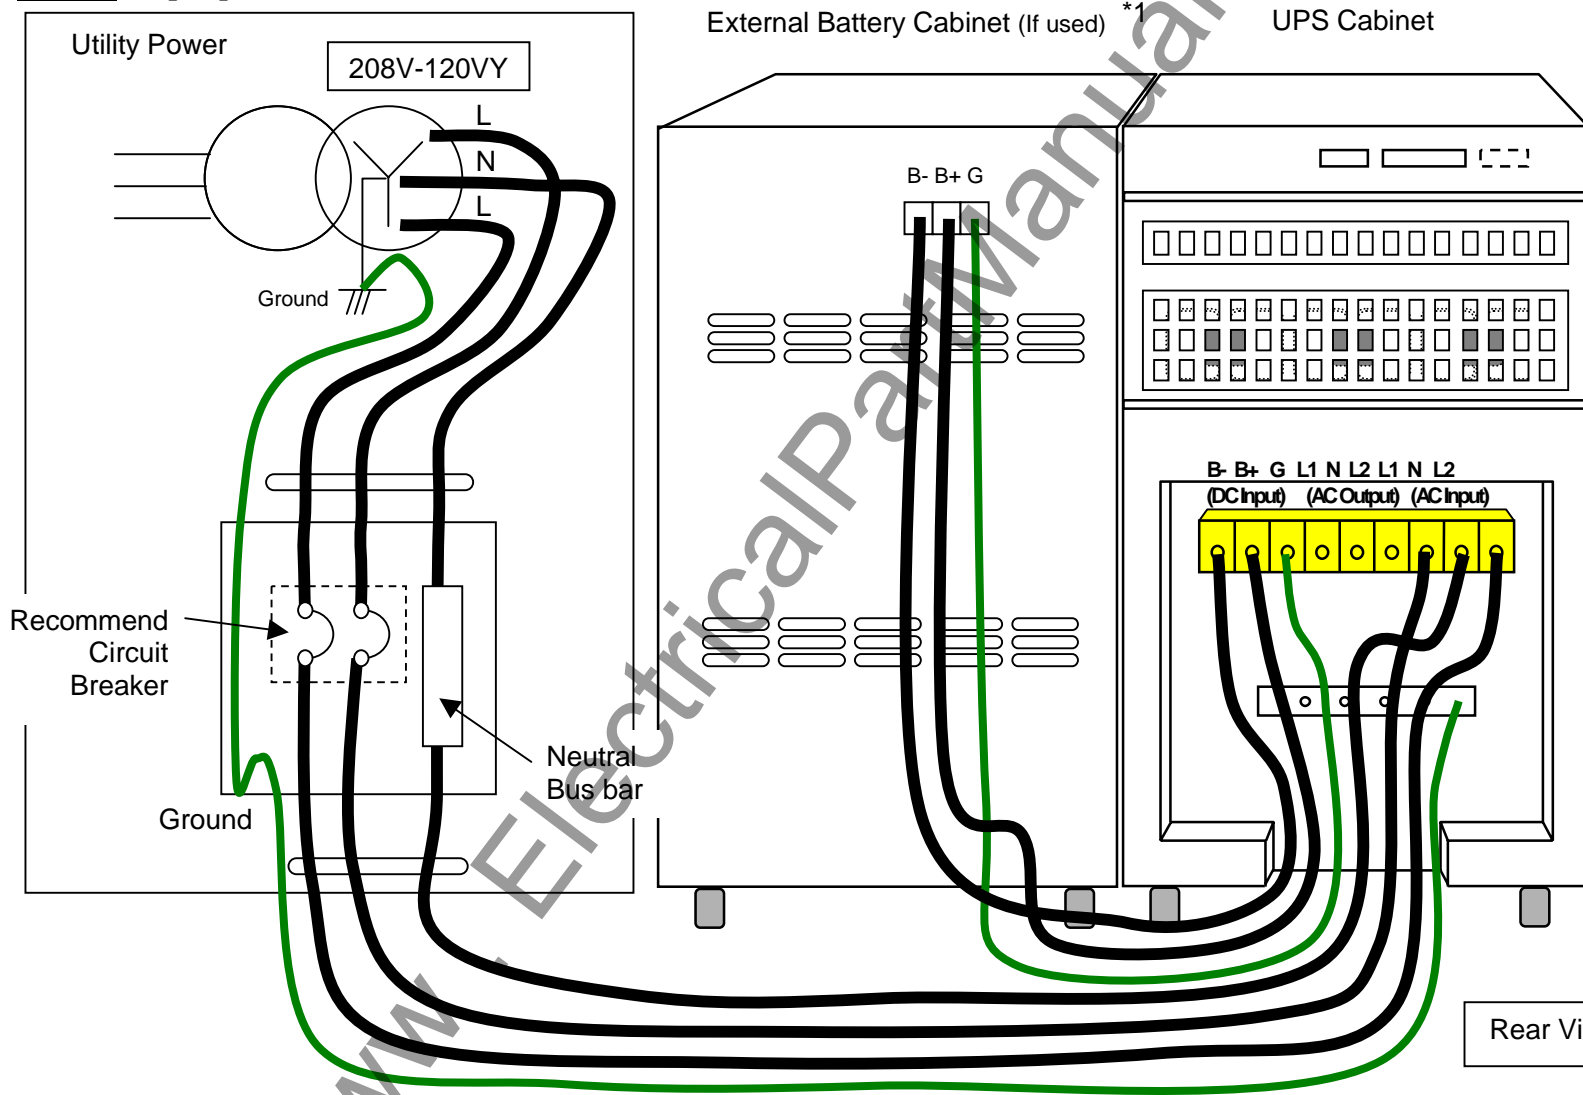 External Battery Cabinet (If used) *1
UPS Cabinet
Utility Power
208V-120VY
L
N
L
Ground
B- B+ G
B- B+ G L1 N L2 L1 N L2
(DC Input) (AC Output) (AC Input)
Recommend
Circuit
Breaker
Neutral
Bus bar
Ground
Rear Vi
www. ElectricalPartManua